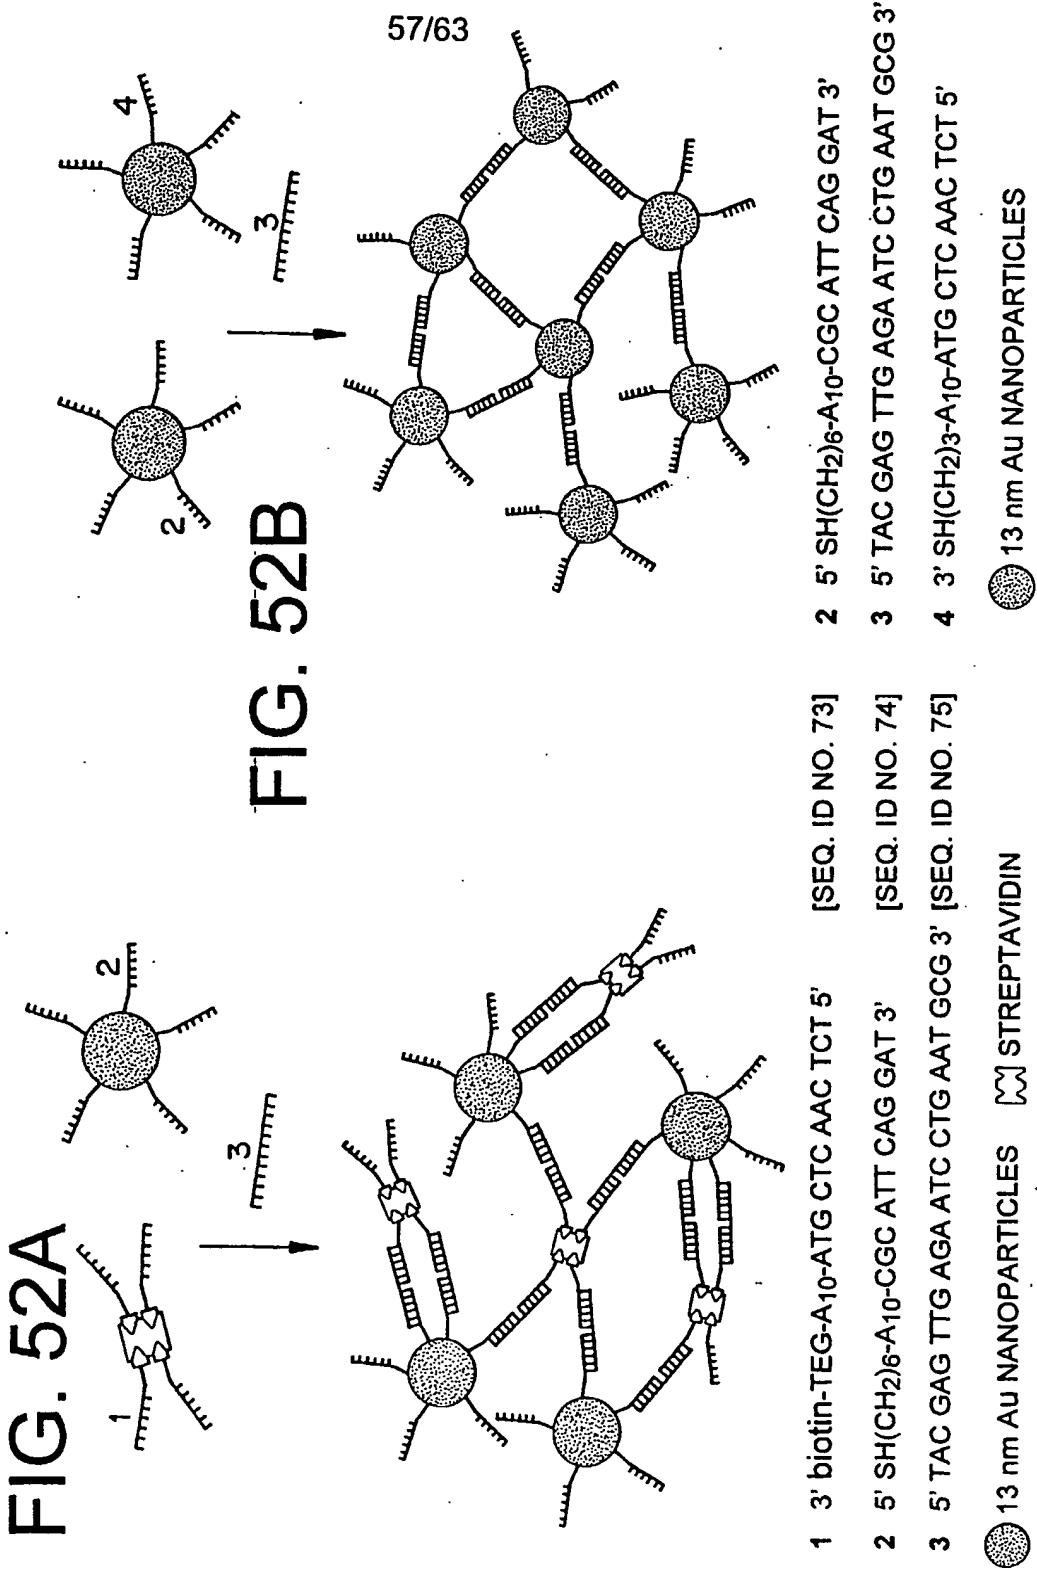 57/63
FIG. 52A
1
2
3
1 3' biotin-TEG-A10-ATG CTC AAC TCT 5' [SEQ. ID NO. 73]
2 5' SH(CH2)6-A10-CGC ATT CAG GAT 3' [SEQ. ID NO. 74]
3 5' TAC GAG TTG AGA ATC CTG AAT GCG 3' [SEQ. ID NO. 75]
13 nm Au NANOPARTICLES STREPTAVIDIN
FIG. 52B
2
4
3
2 5' SH(CH2)6-A10-CGC ATT CAG GAT 3'
3 5' TAC GAG TTG AGA ATC CTG AAT GCG 3'
4 3' SH(CH2)3-A10-ATG CTC AAC TCT 5'
13 nm Au NANOPARTICLES